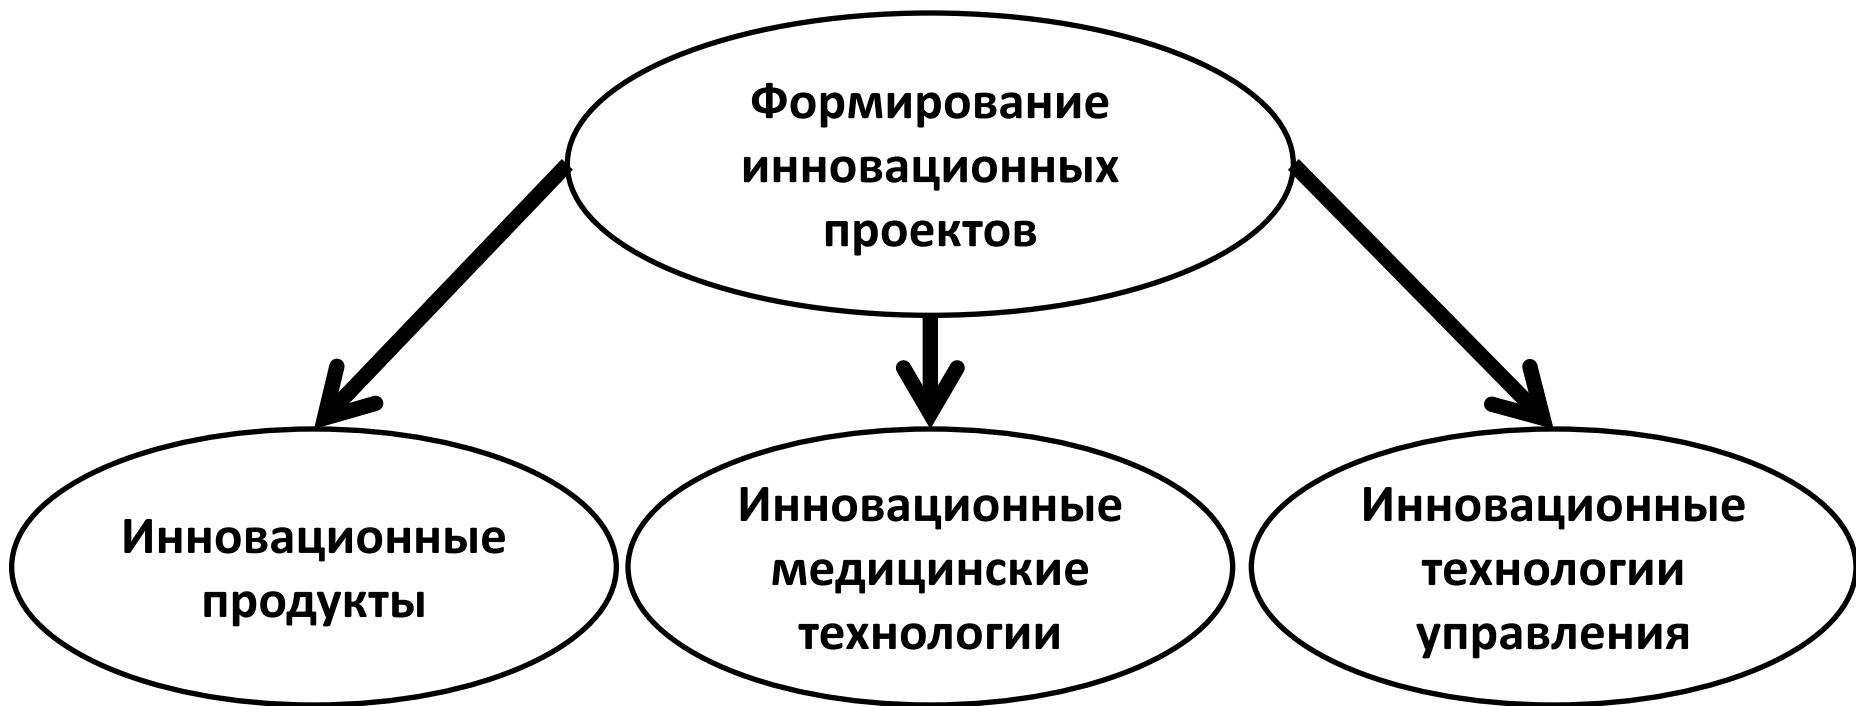 Формирование
инновационных
проектов
Инновационные
продукты
Инновационные
медицинские
технологии
Инновационные
технологии
управления